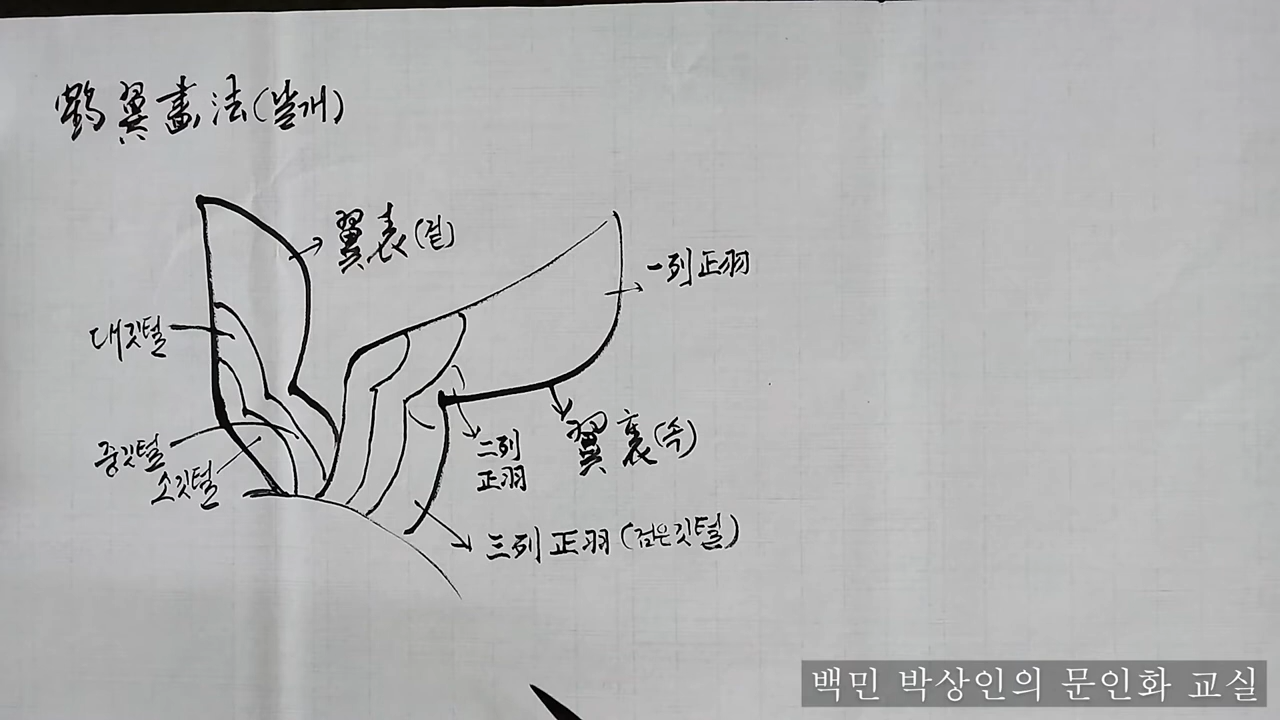 鶴翼畵法(날개)
翼表(겉)
一列正羽
대깃털
중깃털
소깃털
二列
正羽
翼裏(속)
三列正羽(검은깃털)
백민 박상인의 문인화 교실